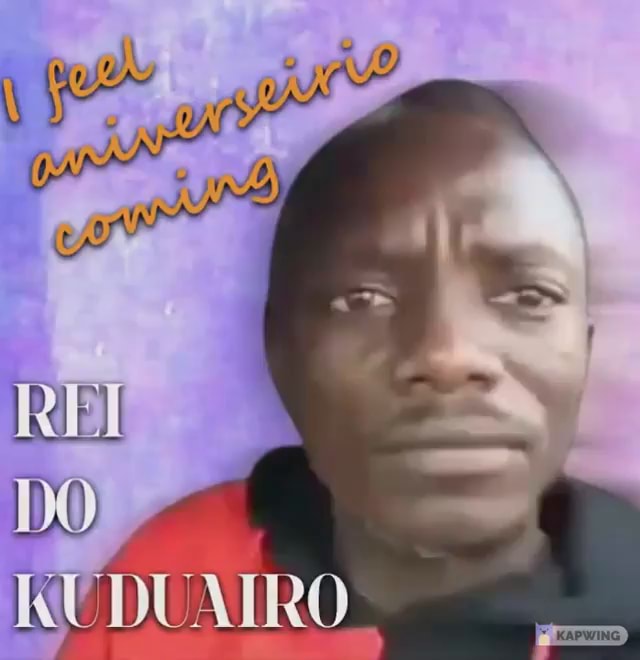 I feel
aniverseirio
coming
REI
DO
KUDUAIRO
KAPWING